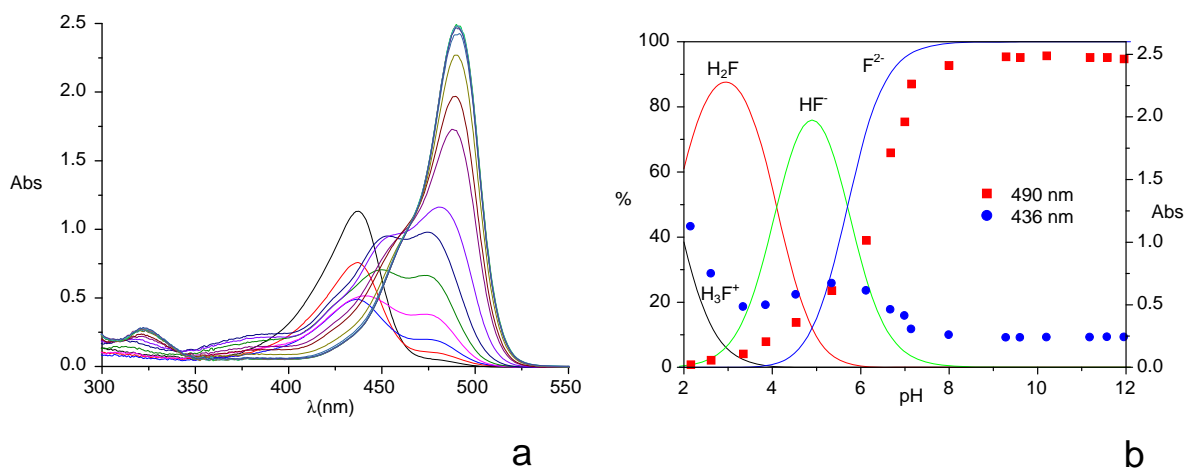 2.5
2.0
1.5
Abs
1.0
0.5
0.0
300 350 400 450 500 550
λ(nm)
a
100
80
60
%
40
20
0
H₂F
HF⁻
F²⁻
H₃F⁺
490 nm
436 nm
2.5
2.0
1.5
Abs
1.0
0.5
0.0
2 4 6 8 10 12
pH
b